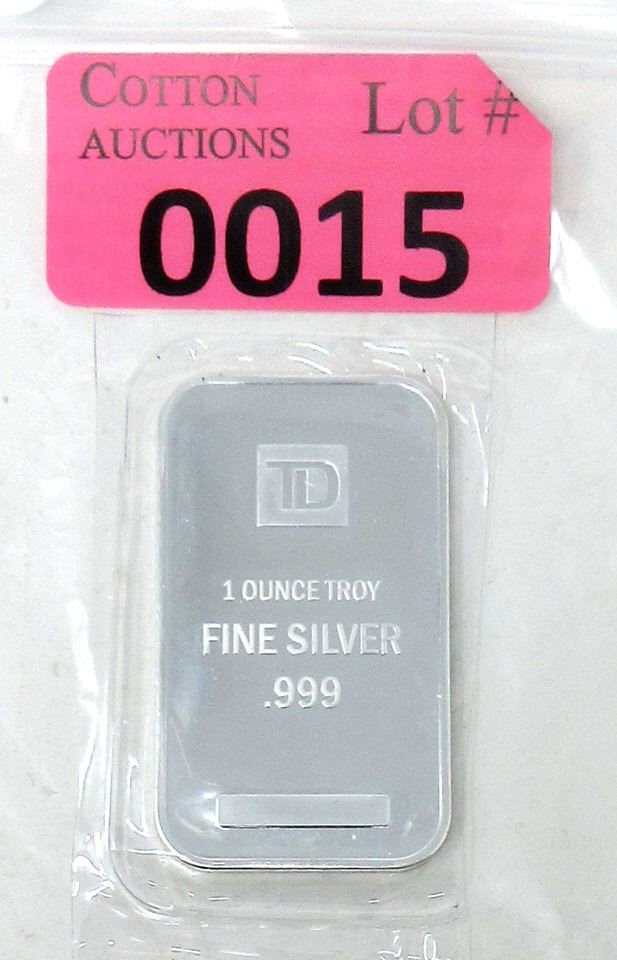 COTTON
AUCTIONS
Lot #
0015
TD
1 OUNCE TROY
FINE SILVER
.999